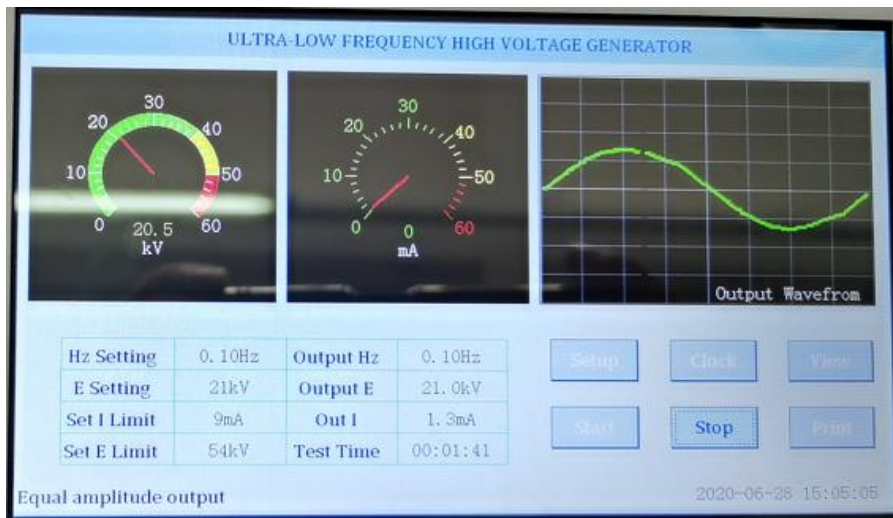 ULTRA-LOW FREQUENCY HIGH VOLTAGE GENERATOR
0 10 20 30 40 50 60
20.5
kV
0 10 20 30 40 50 60
0
mA
Output Wavefrom
Hz Setting 0.10Hz Output Hz 0.10Hz
E Setting 21kV Output E 21.0kV
Set I Limit 9mA Out I 1.3mA
Set E Limit 54kV Test Time 00:01:41
Setup Clock View
Start Stop Print
Equal amplitude output
2020-06-28 15:05:05